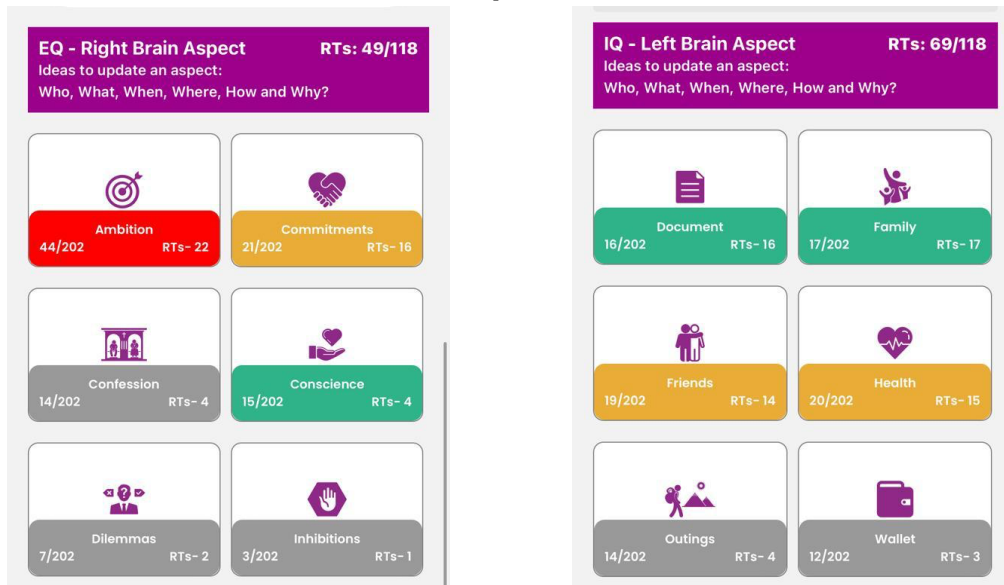 EQ - Right Brain Aspect RTs: 49/118
Ideas to update an aspect:
Who, What, When, Where, How and Why?
Ambition
44/202 RTs- 22
Commitments
21/202 RTs- 16
Confession
14/202 RTs- 4
Conscience
15/202 RTs- 4
Dilemmas
7/202 RTs- 2
Inhibitions
3/202 RTs- 1
IQ - Left Brain Aspect RTs: 69/118
Ideas to update an aspect:
Who, What, When, Where, How and Why?
Document
16/202 RTs- 16
Family
17/202 RTs- 17
Friends
19/202 RTs- 14
Health
20/202 RTs- 15
Outings
14/202 RTs- 4
Wallet
12/202 RTs- 3